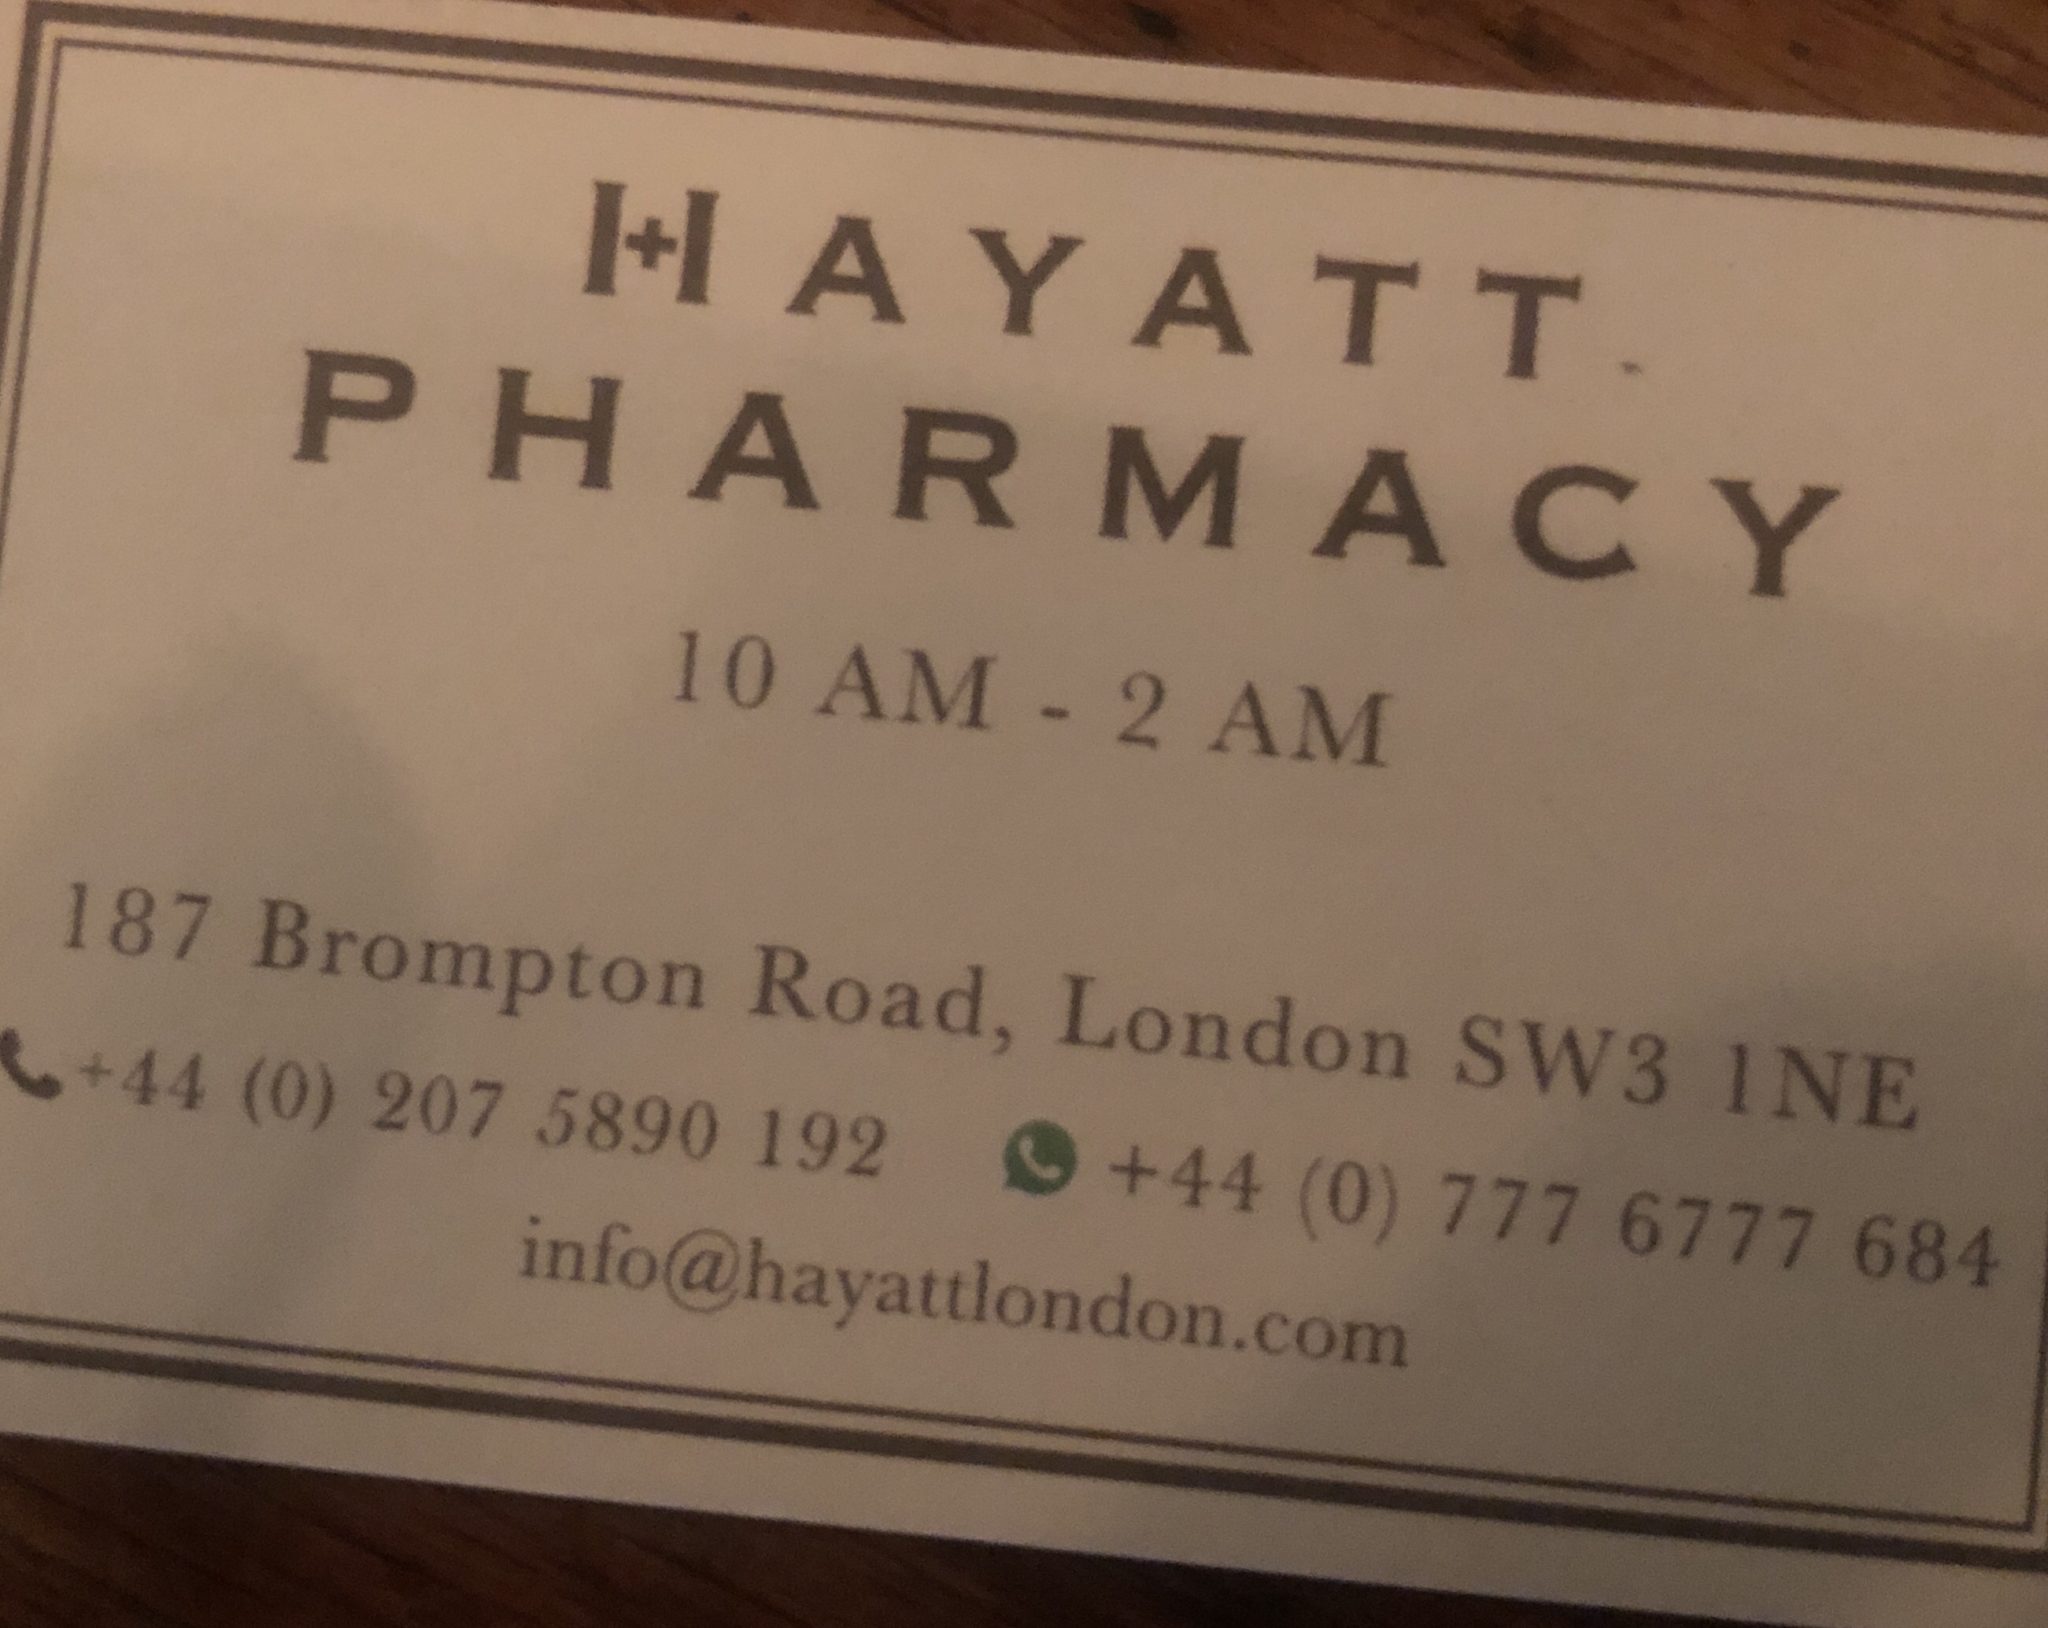 HAYATT
PHARMACY
10 AM - 2 AM
187 Brompton Road, London SW3 1NE
+44 (0) 207 5890 192 +44 (0) 777 6777 684
info@hayattlondon.com